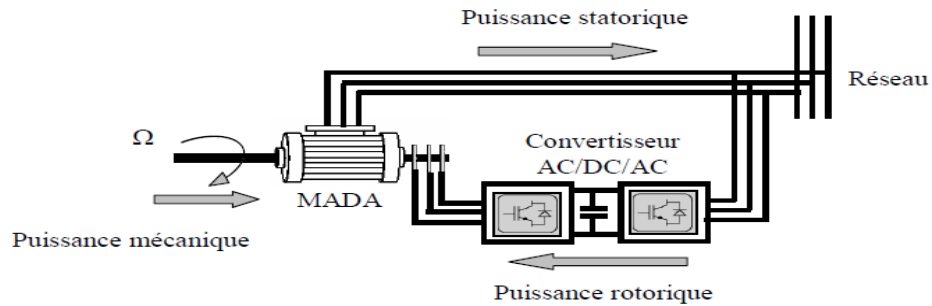 Puissance statorique
Réseau
Ω
Convertisseur
AC/DC/AC
MADA
Puissance mécanique
Puissance rotorique